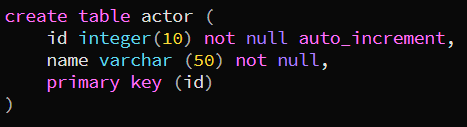 create table actor (
    id integer(10) not null auto_increment,
    name varchar (50) not null,
    primary key (id)
)